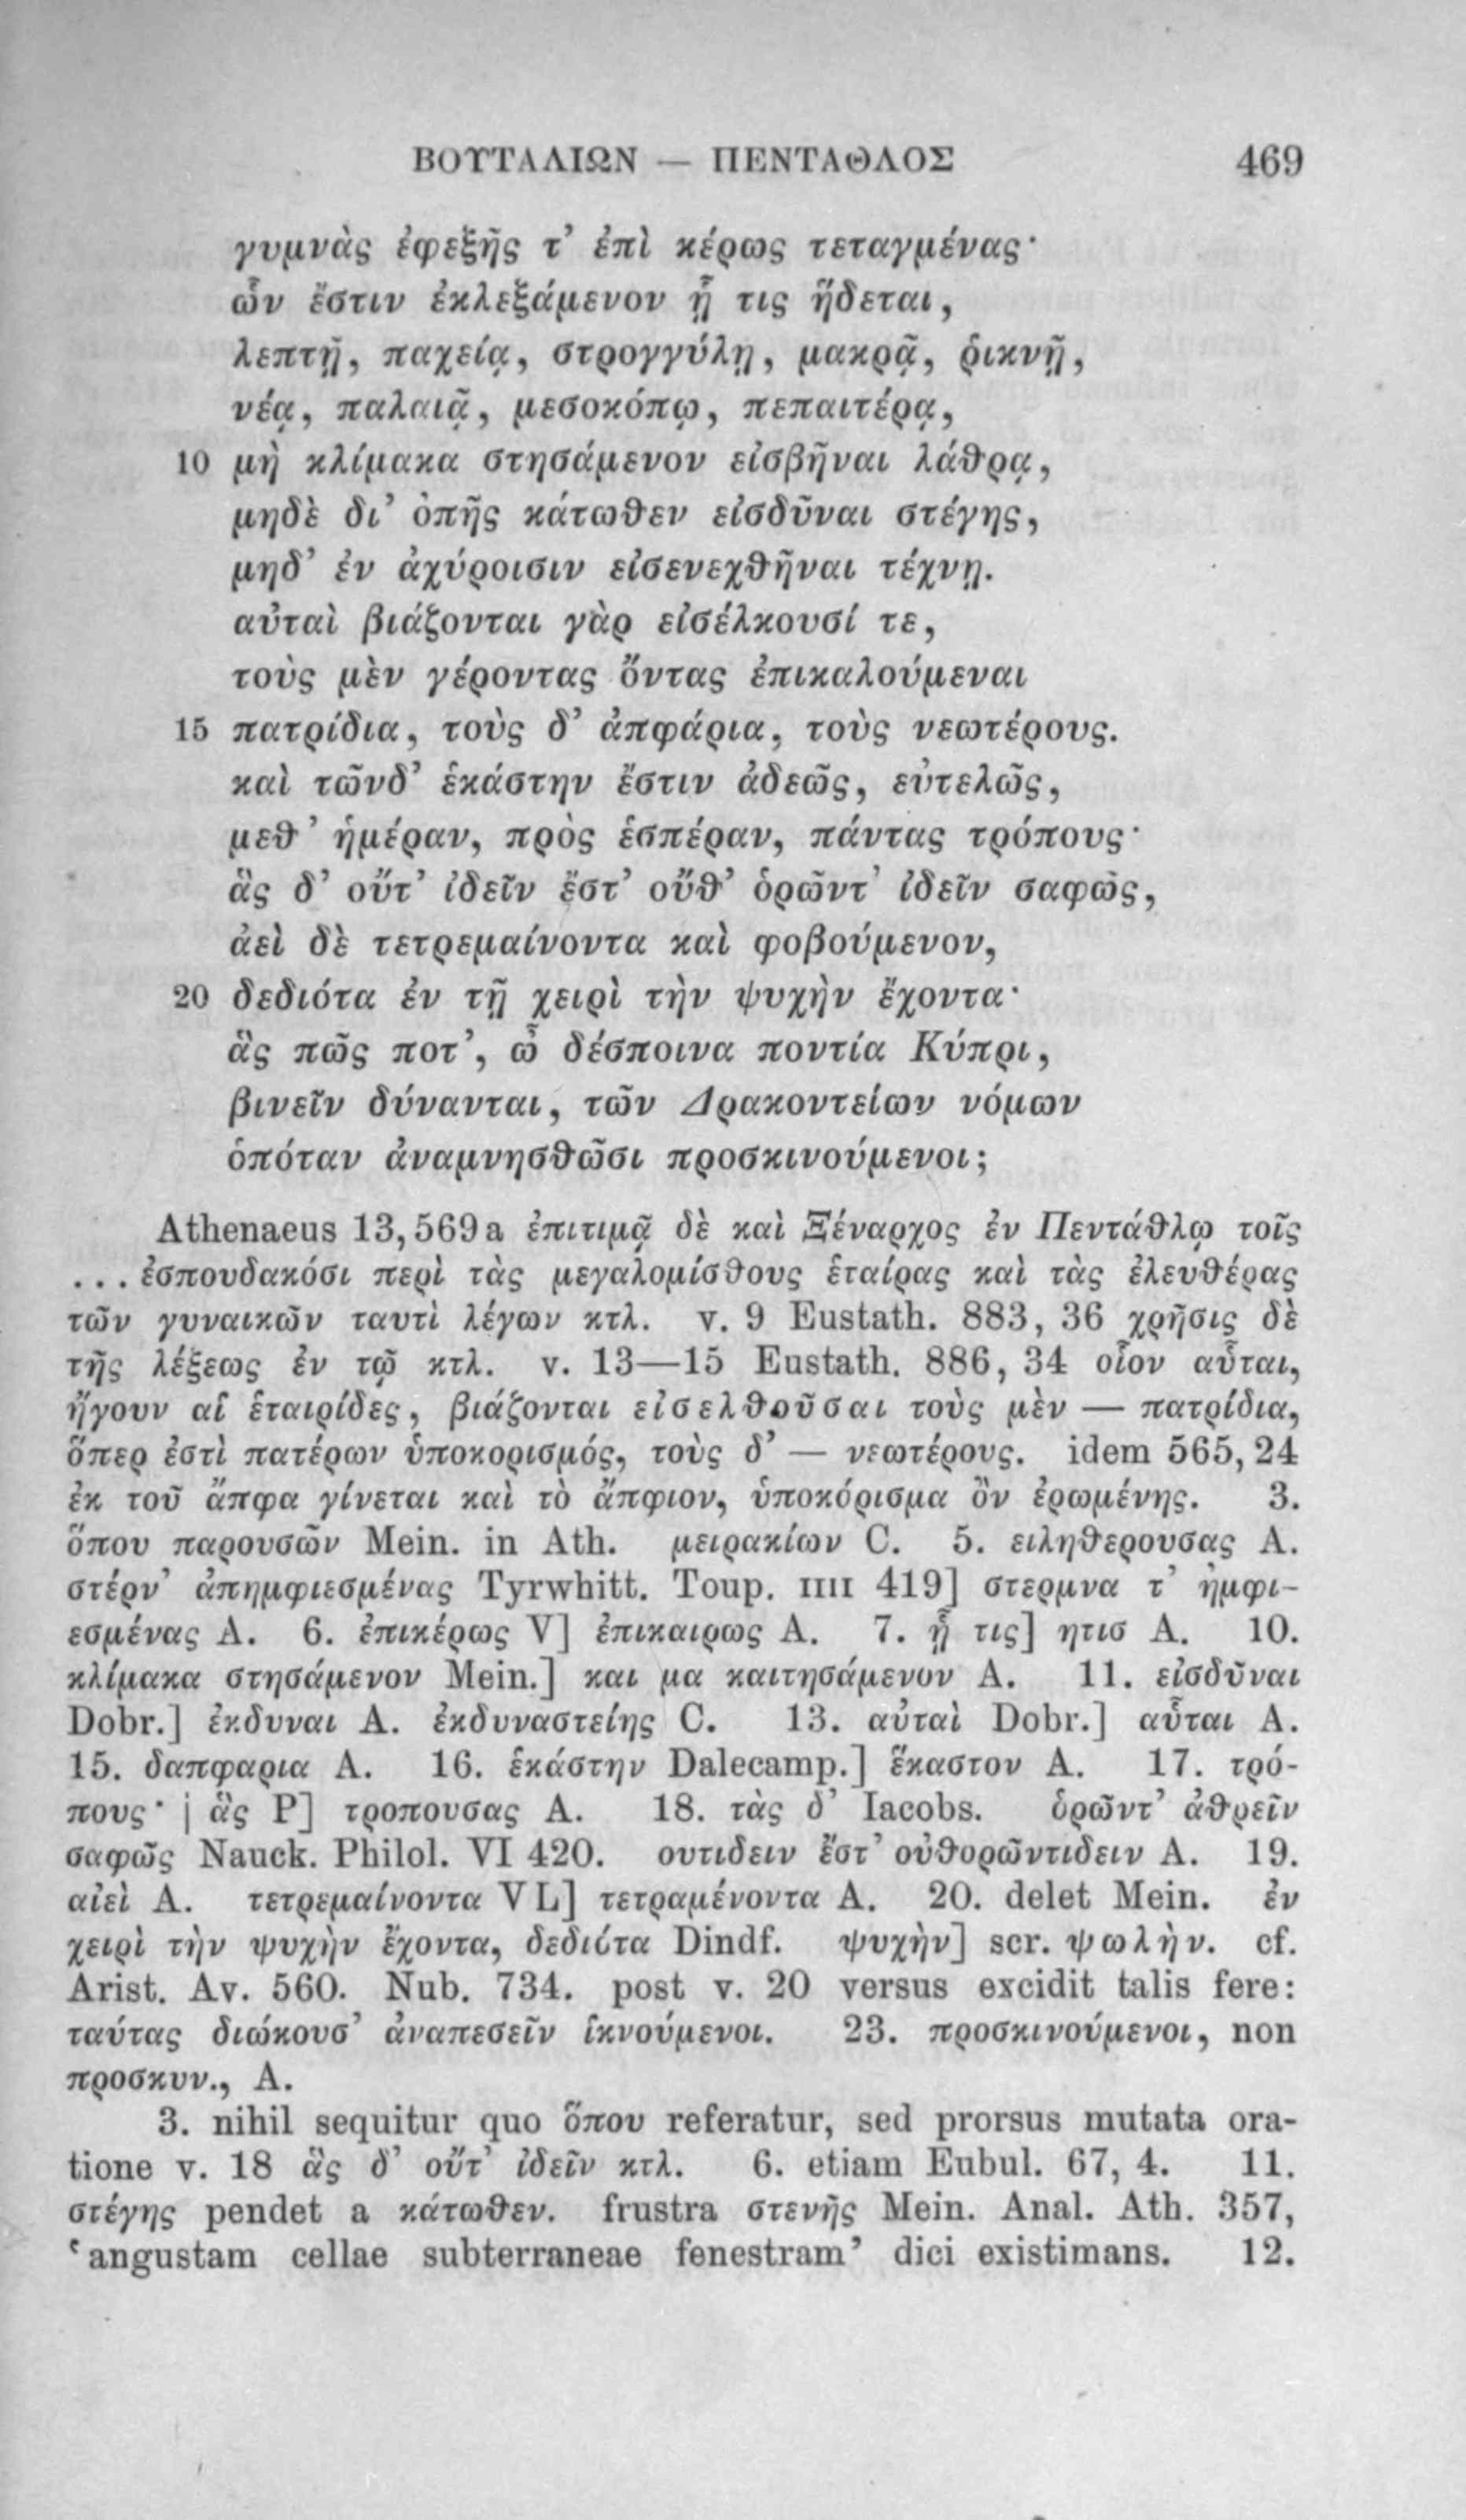 ΒΟΥΤΑΛΙΩΝ — ΠΕΝΤΑΘΛΟΣ 469
γυμνὰς ἐφεξῆς τ’ ἐπὶ κέρως τεταγμένας·
ὧν ἔστιν ἐκλεξάμενον ᾗ τις ἥδεται,
λεπτῇ, παχείᾳ, στρογγύλῃ, μακρᾷ, ῥικνῇ,
νέᾳ, παλαιᾷ, μεσοκόπῳ, πεπαιτέρᾳ,
10 μὴ κλίμακα στησάμενον εἰσβῆναι λάθρᾳ,
μηδὲ δι’ ὀπῆς κάτωθεν εἰσδῦναι στέγης,
μηδ’ ἐν ἀχύροισιν εἰσενεχθῆναι τέχνῃ.
αὐταὶ βιάζονται γὰρ εἰσέλκουσί τε,
τοὺς μὲν γέροντας ὄντας ἐπικαλούμεναι
15 πατρίδια, τοὺς δ’ ἀπφάρια, τοὺς νεωτέρους.
καὶ τῶνδ’ ἑκάστην ἔστιν ἀδεῶς, εὐτελῶς,
μεθ’ ἡμέραν, πρὸς ἑσπέραν, πάντας τρόπους·
ἃς δ’ οὔτ’ ἰδεῖν ἔστ’ οὔθ’ ὁρῶντ’ ἰδεῖν σαφῶς,
ἀεὶ δὲ τετρεμαίνοντα καὶ φοβούμενον,
20 δεδιότα ἐν τῇ χειρὶ τὴν ψυχὴν ἔχοντα·
ἃς πῶς ποτ’, ὦ δέσποινα ποντία Κύπρι,
βινεῖν δύνανται, τῶν Δρακοντείων νόμων
ὁπόταν ἀναμνησθῶσι προσκινούμενοι;
Athenaeus 13,569a ἐπιτιμᾷ δὲ καὶ Ξέναρχος ἐν Πεντάθλῳ τοῖς
... ἐσπουδακόσι περὶ τὰς μεγαλομίσθους ἑταίρας καὶ τὰς ἐλευθέρας
τῶν γυναικῶν ταυτὶ λέγων κτλ. v. 9 Eustath. 883, 36 χρῆσις δὲ
τῆς λέξεως ἐν τῷ κτλ. v. 13—15 Eustath. 886, 34 οἷον αὗται,
ἤγουν αἱ ἑταιρίδες, βιάζονται εἰσελθοῦσαι τοὺς μὲν — πατρίδια,
ὅπερ ἐστὶ πατέρων ὑποκορισμός, τοὺς δ’ — νεωτέρους. idem 565, 24
ἐκ τοῦ ἄπφα γίνεται καὶ τὸ ἄπφιον, ὑποκόρισμα ὂν ἐρωμένης. 3.
ὅπου παρουσῶν Mein. in Ath. μειρακίων C. 5. ειληθερουσας A.
στέρν’ ἀπημφιεσμένας Tyrwhitt. Toup. IIII 419] στερμνα τ’ ἠμφι-
εσμένας A. 6. ἐπικέρως V] ἐπικαιρως A. 7. ᾗ τις] ητισ A. 10.
κλίμακα στησάμενον Mein.] και μα καιτησάμενον A. 11. εἰσδῦναι
Dobr.] ἐκδυναι A. ἐκδυναστείης C. 13. αὐταὶ Dobr.] αὗται A.
15. δαπφαρια A. 16. ἑκάστην Dalecamp.] ἕκαστον A. 17. τρό-
πους· | ἃς P] τροπουσας A. 18. τὰς δ’ Iacobs. ὁρῶντ’ ἀθρεῖν
σαφῶς Nauck. Philol. VI 420. ουτιδειν ἔστ’ οὐθορῶντιδειν A. 19.
αἰεὶ A. τετρεμαίνοντα VL] τετραμένοντα A. 20. delet Mein. ἐν
χειρὶ τὴν ψυχὴν ἔχοντα, δεδιότα Dindf. ψυχὴν] scr. ψωλὴν. cf.
Arist. Av. 560. Nub. 734. post v. 20 versus excidit talis fere:
ταύτας διώκουσ’ ἀναπεσεῖν ἱκνούμενοι. 23. προσκινούμενοι, non
προσκυν., A.
3. nihil sequitur quo ὅπου referatur, sed prorsus mutata ora-
tione v. 18 ἃς δ’ οὔτ’ ἰδεῖν κτλ. 6. etiam Eubul. 67, 4. 11.
στέγης pendet a κάτωθεν. frustra στενῆς Mein. Anal. Ath. 357,
‘angustam cellae subterraneae fenestram’ dici existimans. 12.